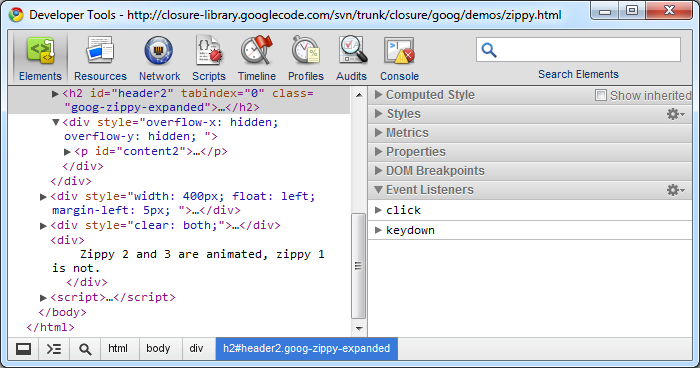 Developer Tools - http://closure-library.googlecode.com/svn/trunk/closure/goog/demos/zippy.html
Elements Resources Network Scripts Timeline Profiles Audits Console Search Elements
<h2 id="header2" tabindex="0" class=
"goog-zippy-expanded">…</h2>
<div style="overflow-x: hidden;
overflow-y: hidden; ">
<p id="content2">…</p>
</div>
</div>
<div style="width: 400px; float: left;
margin-left: 5px; ">…</div>
<div style="clear: both;">…</div>
<div>
Zippy 2 and 3 are animated, zippy 1
is not.
</div>
<script>…</script>
</body>
</html>
Computed Style Show inherited
Styles
Metrics
Properties
DOM Breakpoints
Event Listeners
click
keydown
html body div h2#header2.goog-zippy-expanded